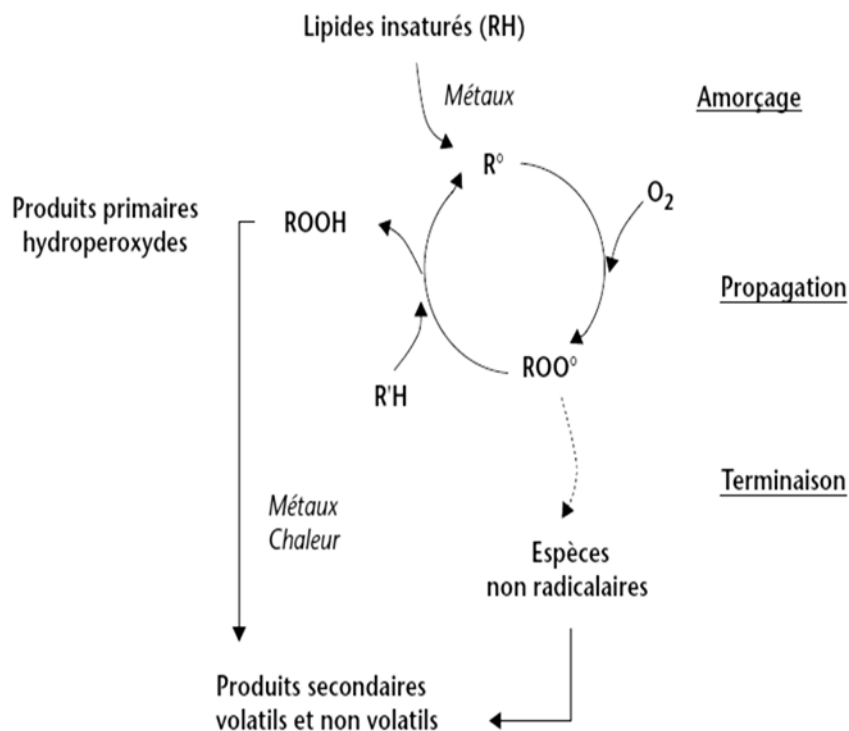 Lipides insaturés (RH)
Métaux
Amorçage
R°
O₂
Produits primaires
hydroperoxydes
ROOH
Propagation
ROO°
R'H
Terminaison
Métaux
Chaleur
Espèces
non radicalaires
Produits secondaires
volatils et non volatils